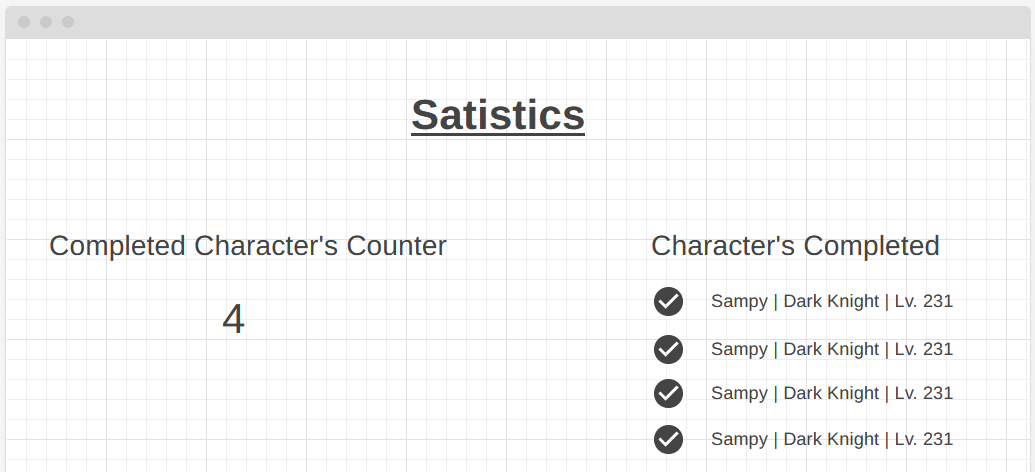 Satistics
Completed Character's Counter
4
Character's Completed
Sampy | Dark Knight | Lv. 231
Sampy | Dark Knight | Lv. 231
Sampy | Dark Knight | Lv. 231
Sampy | Dark Knight | Lv. 231